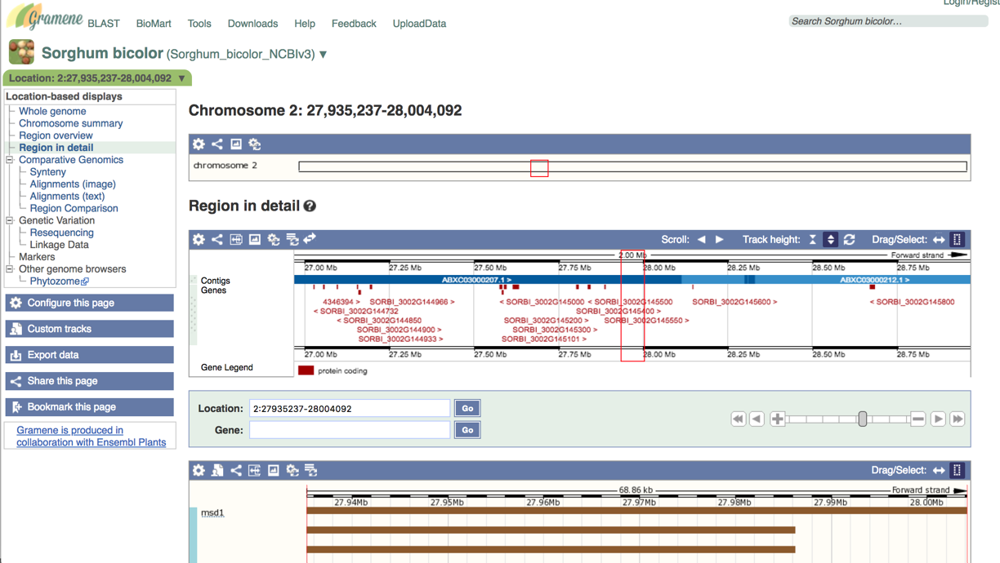 Login/Regist
Gramene BLAST BioMart Tools Downloads Help Feedback UploadData
Search Sorghum bicolor...
Sorghum bicolor (Sorghum_bicolor_NCBIv3) ▼
Location: 2:27,935,237-28,004,092 ▼
Location-based displays
Whole genome
Chromosome summary
Region overview
Region in detail
Comparative Genomics
Synteny
Alignments (image)
Alignments (text)
Region Comparison
Genetic Variation
Resequencing
Linkage Data
Markers
Other genome browsers
Phytozome
Configure this page
Custom tracks
Export data
Share this page
Bookmark this page
Gramene is produced in
collaboration with Ensembl Plants
Chromosome 2: 27,935,237-28,004,092
chromosome 2
Region in detail ?
Scroll: Track height: Drag/Select:
2.00 Mb Forward strand
27.00 Mb 27.25 Mb 27.50 Mb 27.75 Mb 28.00 Mb 28.25 Mb 28.50 Mb 28.75 Mb
Contigs ABXC03000207.1 > ABXC03000212.1 >
Genes
4346394 > SORBI_3002G144966 > < SORBI_3002G145000 < SORBI_3002G145500 SORBI_3002G145600 > < SORBI_3002G145800
< SORBI_3002G144732 SORBI_3002G145400 >
< SORBI_3002G144850 SORBI_3002G145200 > SORBI_3002G145550 >
SORBI_3002G144900 > SORBI_3002G145300 >
SORBI_3002G144933 > SORBI_3002G145101 >
27.00 Mb 27.25 Mb 27.50 Mb 27.75 Mb 28.00 Mb 28.25 Mb 28.50 Mb 28.75 Mb
Gene Legend protein coding
Location: 2:27935237-28004092 Go
Gene: Go
Drag/Select:
68.86 kb Forward strand
27.94Mb 27.95Mb 27.96Mb 27.97Mb 27.98Mb 27.99Mb 28.00Mb
msd1